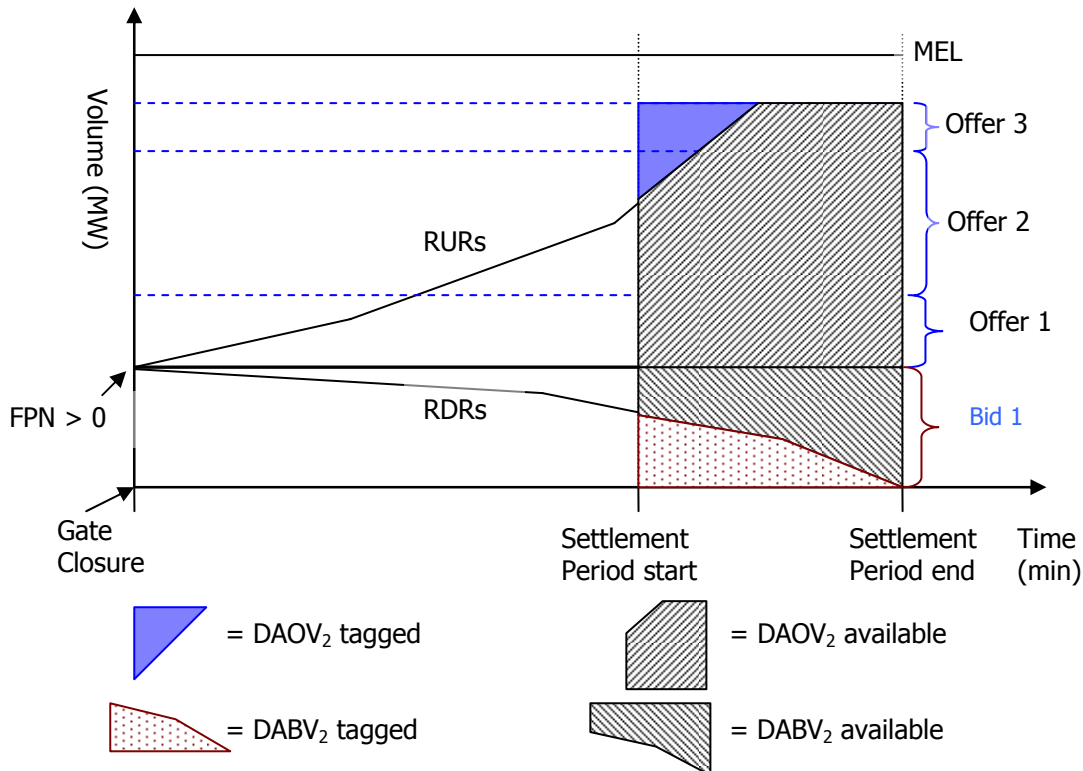 MEL
Volume (MW)
Offer 3
Offer 2
RURs
Offer 1
FPN > 0
RDRs
Bid 1
Gate
Closure
Settlement
Period start
Settlement
Period end
Time
(min)
= DAOV₂ tagged
= DAOV₂ available
= DABV₂ tagged
= DABV₂ available